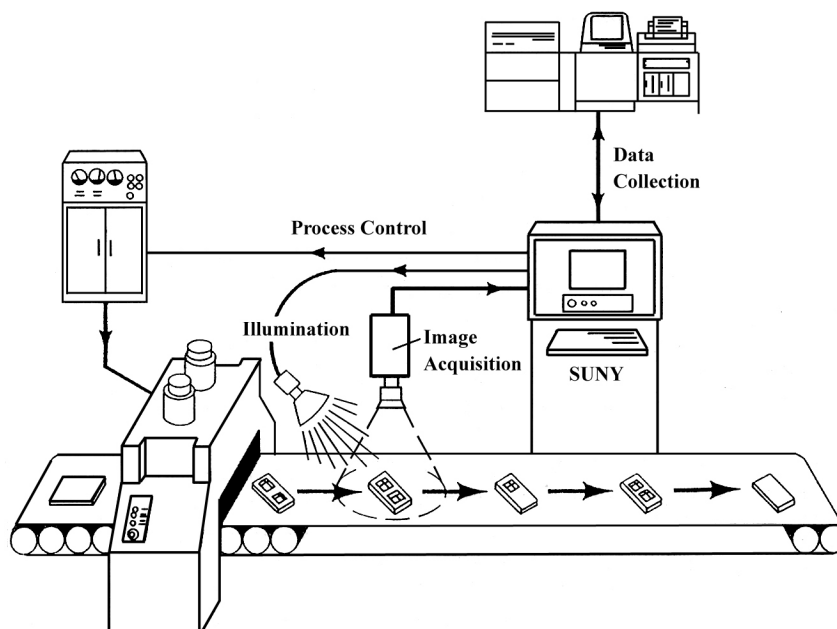 Data
Collection
Process Control
Illumination
Image
Acquisition
SUNY